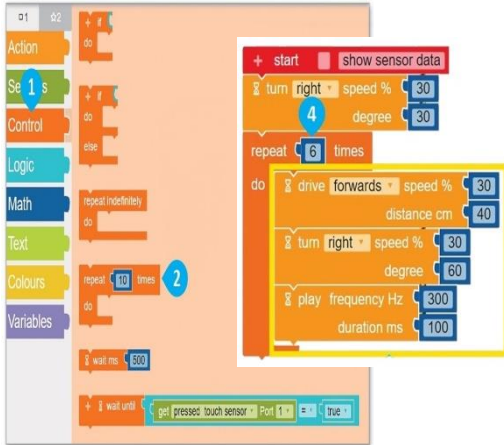 1 2
Action
Se 1 s
Control
Logic
Math
Text
Colours
Variables
+ if
do
+ if
do
else
repeat indefinitely
do
repeat 10 times 2
do
wait ms 500
+ wait until get pressed touch sensor Port 1 = true
+ start show sensor data
turn right speed % 30
4 degree 30
repeat 6 times
do drive forwards speed % 30
distance cm 40
turn right speed % 30
degree 60
play frequency Hz 300
duration ms 100